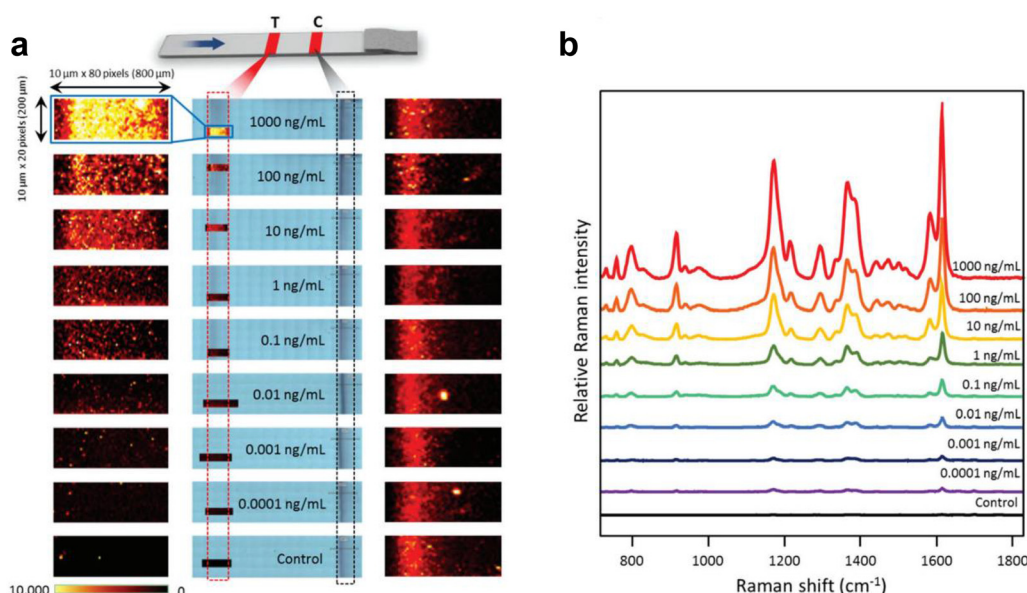 a
T C
10 µm x 80 pixels (800 µm)
10 µm x 20 pixels (200 µm)
1000 ng/mL
100 ng/mL
10 ng/mL
1 ng/mL
0.1 ng/mL
0.01 ng/mL
0.001 ng/mL
0.0001 ng/mL
Control
10,000 0
b
Relative Raman intensity
1000 ng/mL
100 ng/mL
10 ng/mL
1 ng/mL
0.1 ng/mL
0.01 ng/mL
0.001 ng/mL
0.0001 ng/mL
Control
800 1000 1200 1400 1600 1800
Raman shift (cm⁻¹)